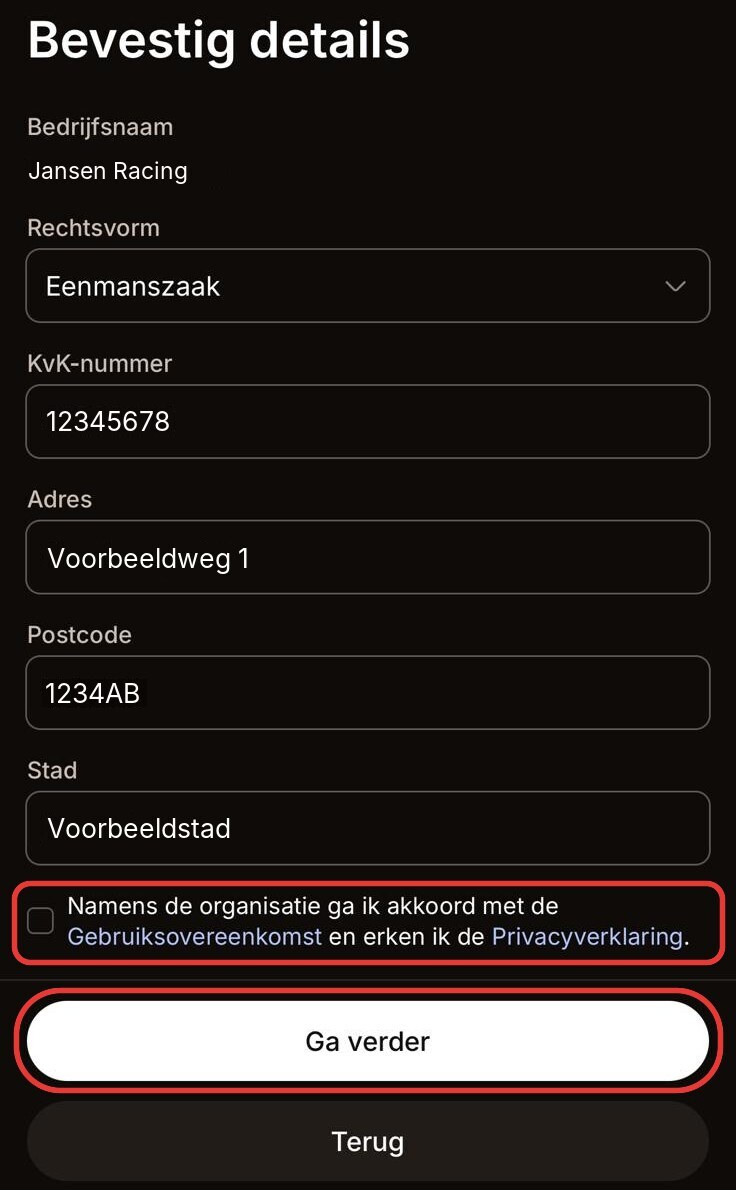 Bevestig details
Bedrijfsnaam
Jansen Racing
Rechtsvorm
Eenmanszaak
KvK-nummer
12345678
Adres
Voorbeeldweg 1
Postcode
1234AB
Stad
Voorbeeldstad
Namens de organisatie ga ik akkoord met de
Gebruiksovereenkomst en erken ik de Privacyverklaring.
Ga verder
Terug